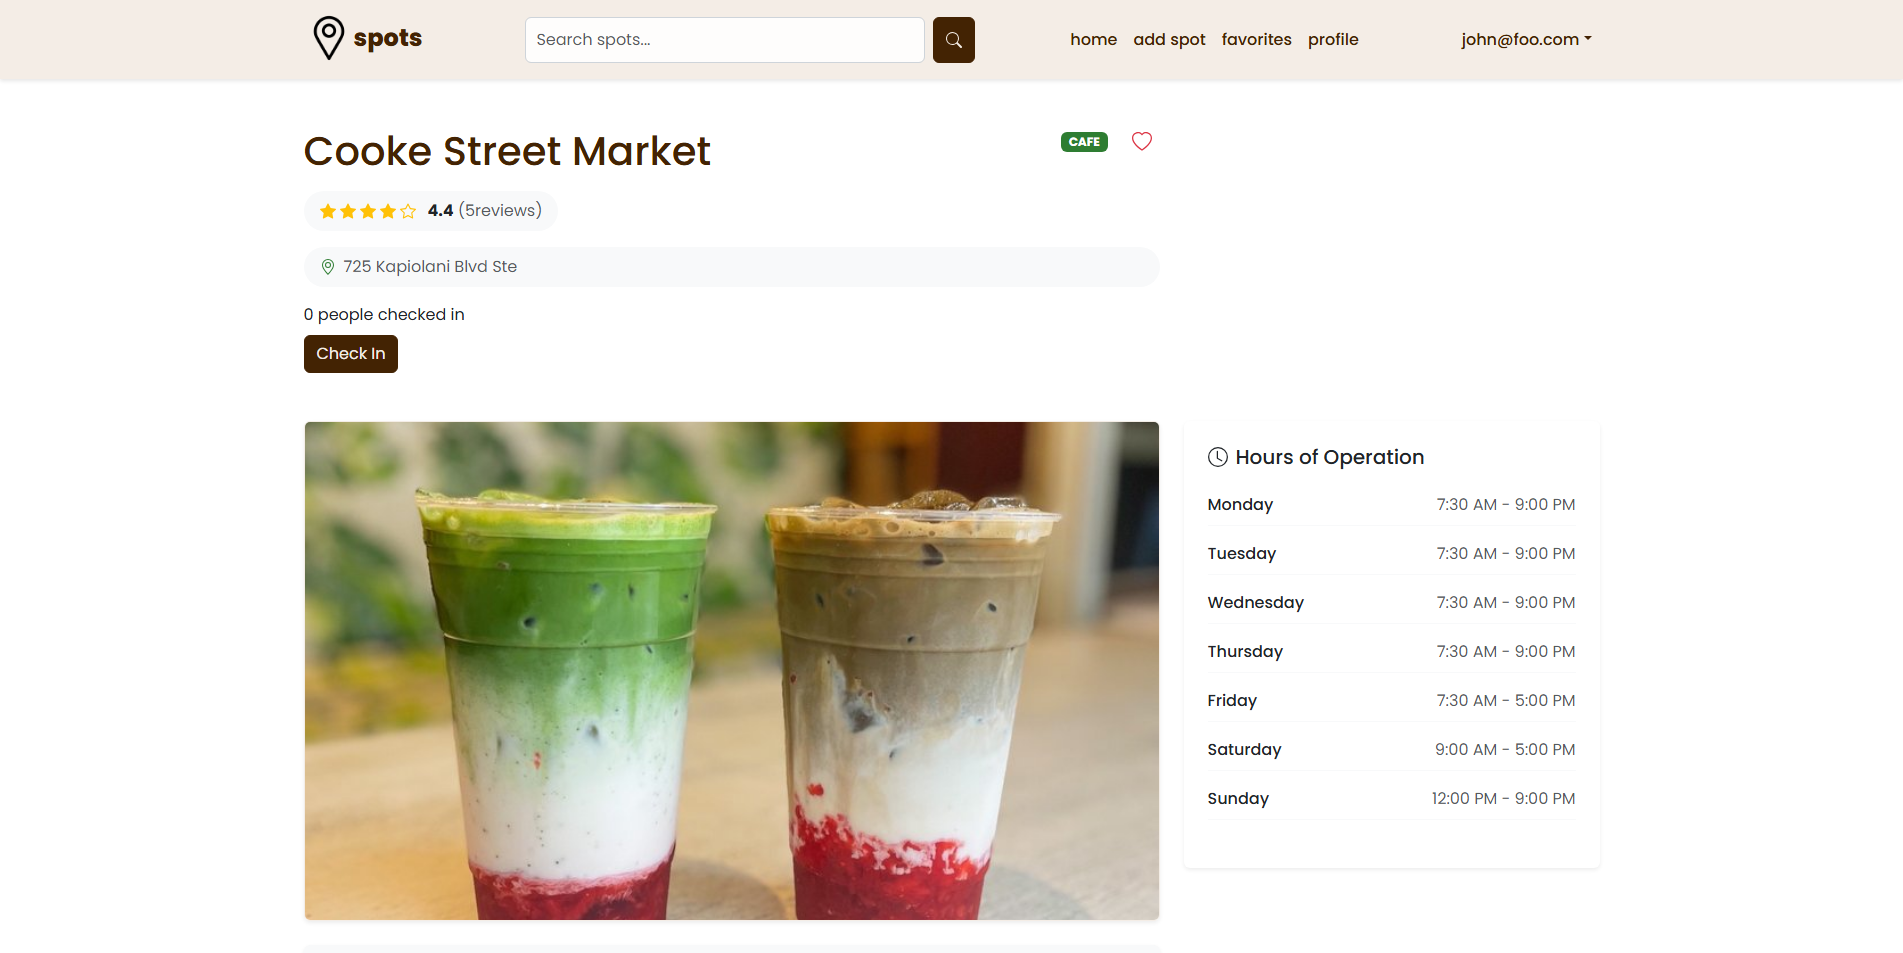 spots
Search spots...
home add spot favorites profile
john@foo.com
Cooke Street Market
CAFE
4.4 (5reviews)
725 Kapiolani Blvd Ste
0 people checked in
Check In
Hours of Operation
Monday 7:30 AM - 9:00 PM
Tuesday 7:30 AM - 9:00 PM
Wednesday 7:30 AM - 9:00 PM
Thursday 7:30 AM - 9:00 PM
Friday 7:30 AM - 5:00 PM
Saturday 9:00 AM - 5:00 PM
Sunday 12:00 PM - 9:00 PM